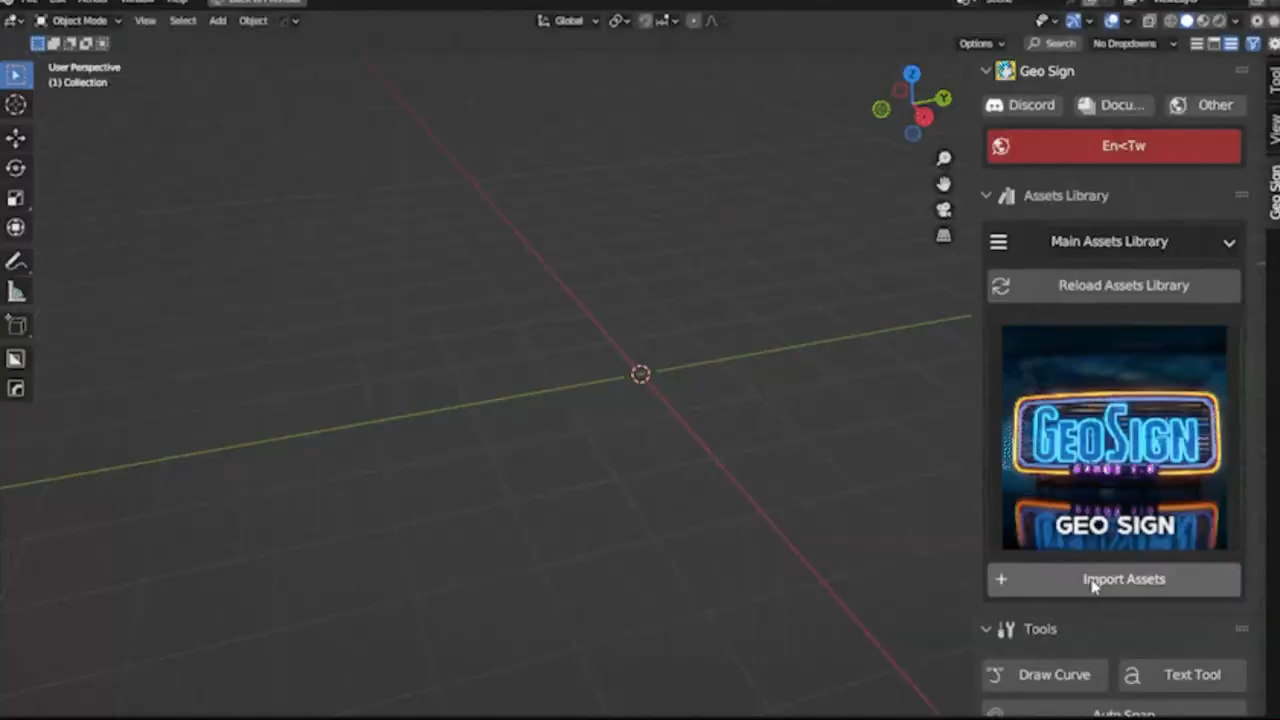 Object Mode
View
Select
Add
Object
Global
Options
Search
No Dropdowns
User Perspective
(1) Collection
Z
Y
Geo Sign
Discord
Docu...
Other
En<Tw
Assets Library
Main Assets Library
Reload Assets Library
GEOSIGN
GEO SIGN
Import Assets
Tools
Draw Curve
Text Tool
Auto Snap
Tool
View
Geo Sign